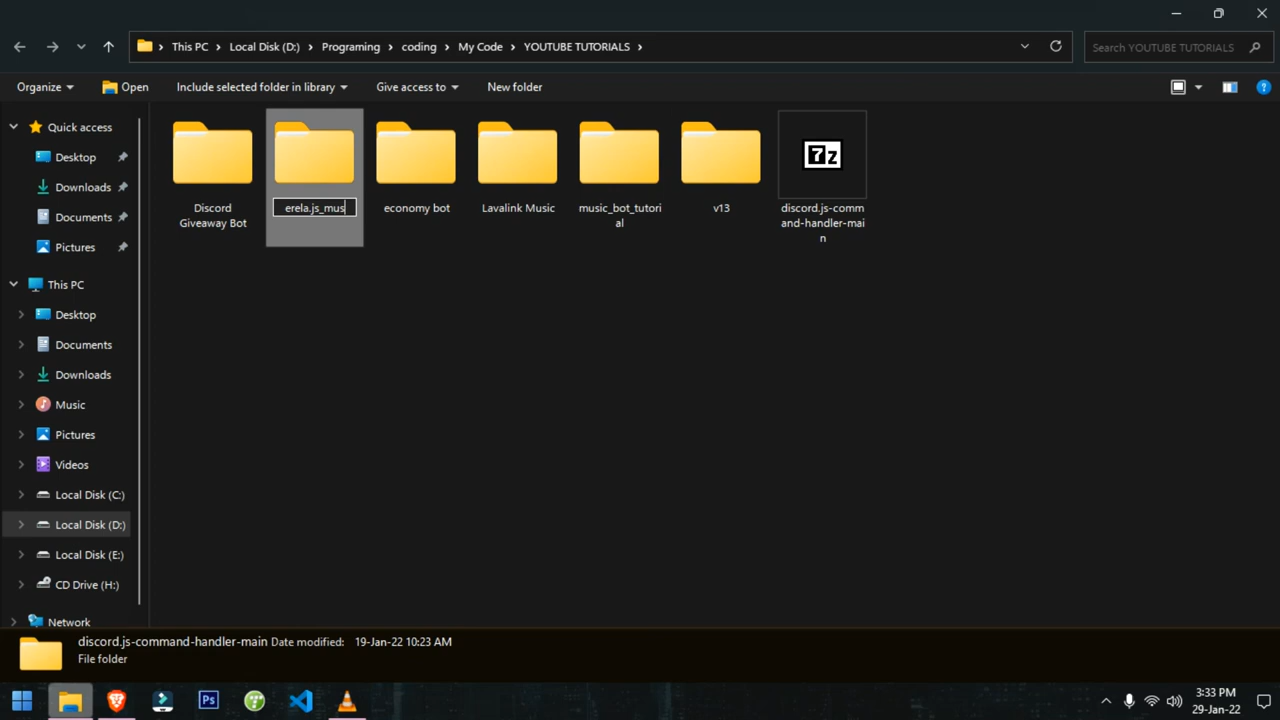 This PC
Local Disk (D:)
Programing
coding
My Code
YOUTUBE TUTORIALS
Search YOUTUBE TUTORIALS
Organize
Open
Include selected folder in library
Give access to
New folder
Quick access
Desktop
Downloads
Documents
Pictures
This PC
Desktop
Documents
Downloads
Music
Pictures
Videos
Local Disk (C:)
Local Disk (D:)
Local Disk (E:)
CD Drive (H:)
Network
Discord
Giveaway Bot
erela.js_mus
economy bot
Lavalink Music
music_bot_tutori
al
v13
7z
discord.js-comm
and-handler-mai
n
discord.js-command-handler-main Date modified: 19-Jan-22 10:23 AM
File folder
Ps
3:33 PM
29-Jan-22